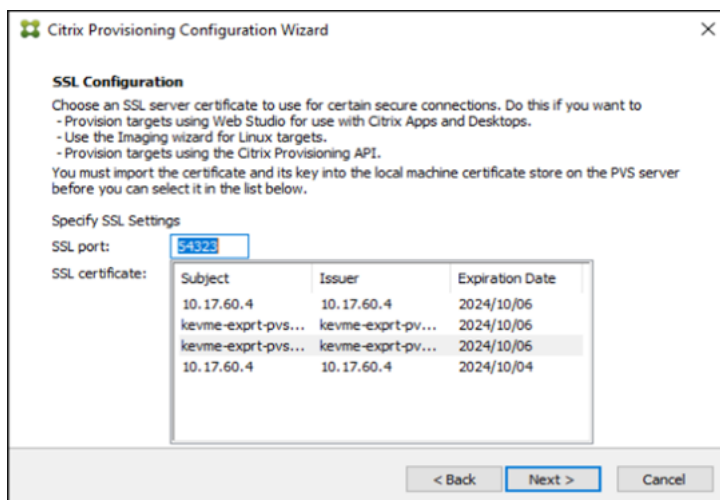 Citrix Provisioning Configuration Wizard
SSL Configuration
Choose an SSL server certificate to use for certain secure connections. Do this if you want to
- Provision targets using Web Studio for use with Citrix Apps and Desktops.
- Use the Imaging wizard for Linux targets.
- Provision targets using the Citrix Provisioning API.
You must import the certificate and its key into the local machine certificate store on the PVS server
before you can select it in the list below.
Specify SSL Settings
SSL port: 54323
SSL certificate: Subject Issuer Expiration Date
10.17.60.4 10.17.60.4 2024/10/06
kevme-exprt-pvs... kevme-exprt-pv... 2024/10/06
kevme-exprt-pvs... kevme-exprt-pv... 2024/10/06
10.17.60.4 10.17.60.4 2024/10/04
< Back Next > Cancel